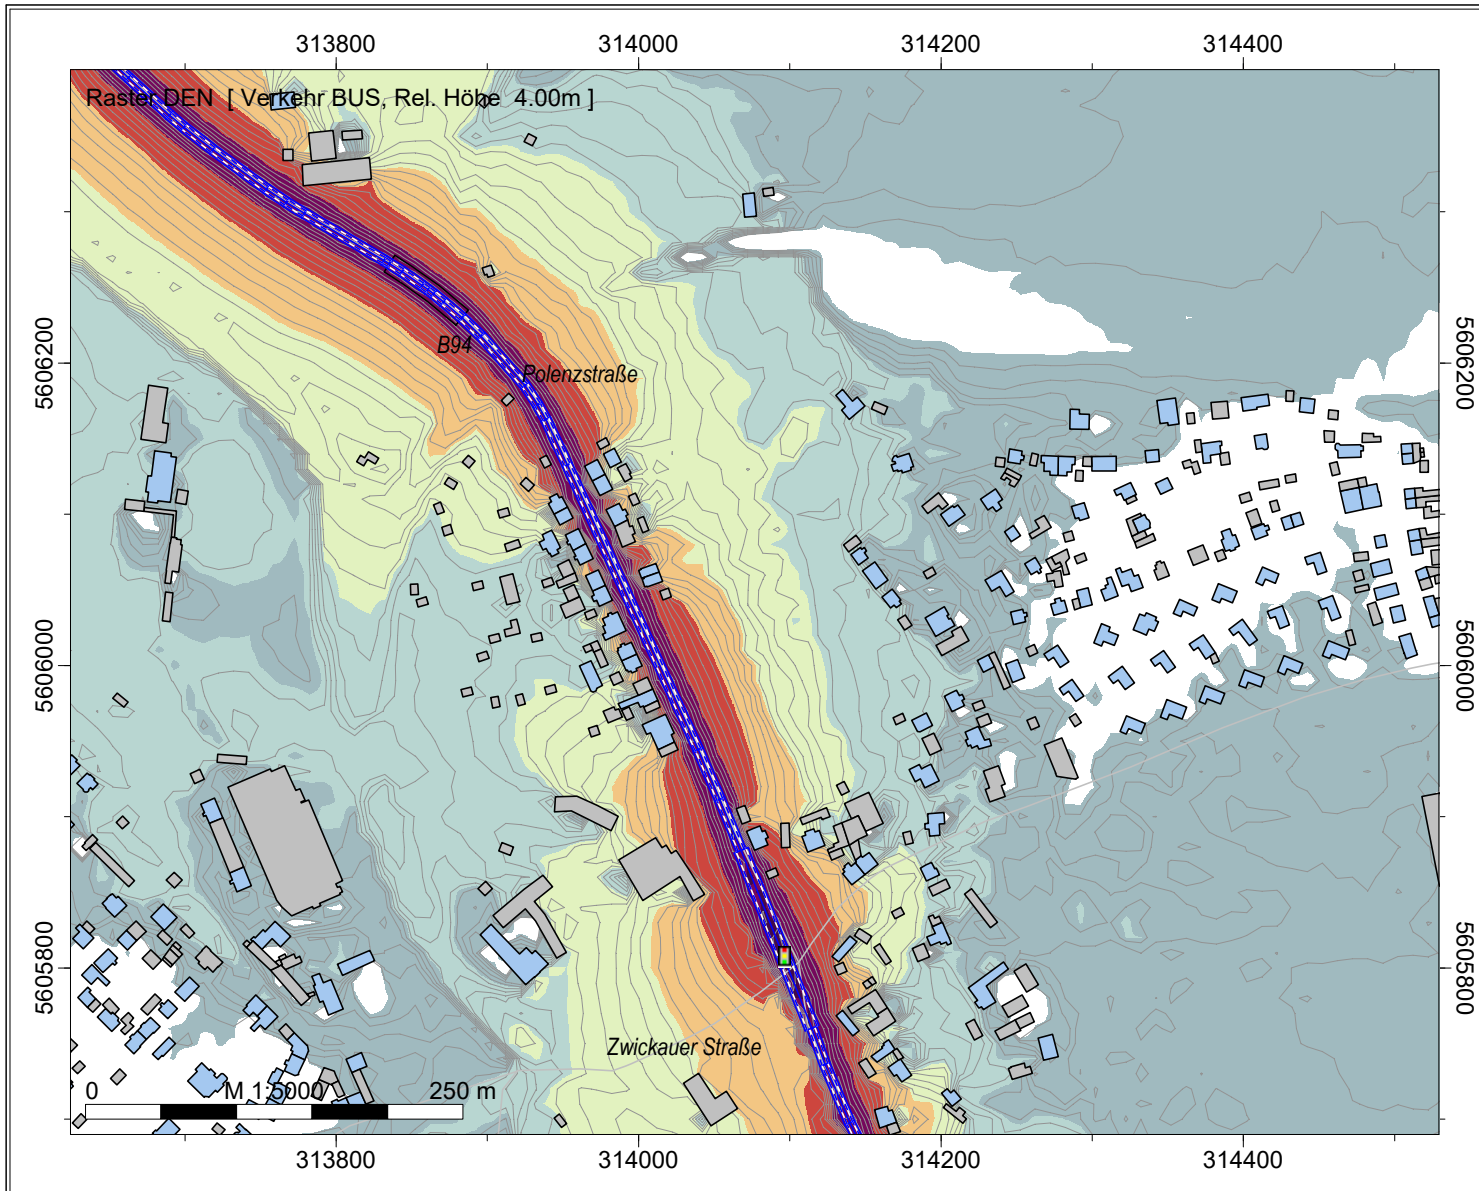 313800 314000 314200 314400
Raster DEN [ Verkehr BUS, Rel. Höhe 4.00m ]
5606200 5606200
B94
Polenzstraße
5606000 5606000
5605800 5605800
Zwickauer Straße
0 M 1:5000 250 m
313800 314000 314200 314400